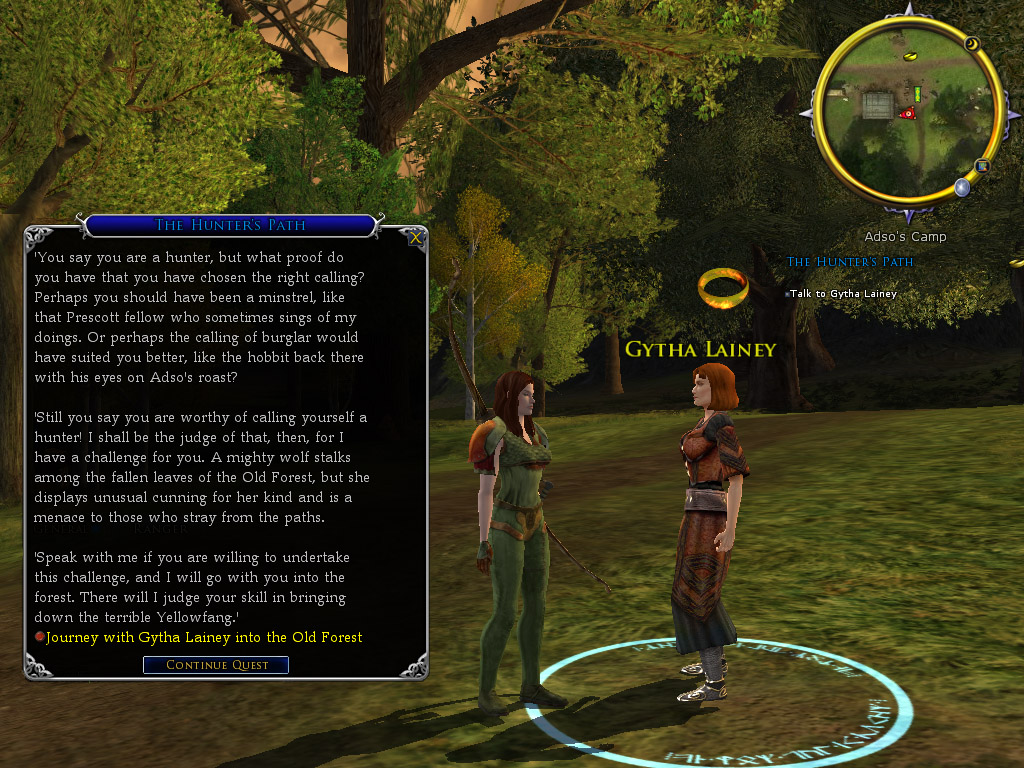 THE HUNTER'S PATH
X
'You say you are a hunter, but what proof do
you have that you have chosen the right calling?
Perhaps you should have been a minstrel, like
that Prescott fellow who sometimes sings of my
doings. Or perhaps the calling of burglar would
have suited you better, like the hobbit back there
with his eyes on Adso's roast?
'Still you say you are worthy of calling yourself a
hunter! I shall be the judge of that, then, for I
have a challenge for you. A mighty wolf stalks
among the fallen leaves of the Old Forest, but she
displays unusual cunning for her kind and is a
menace to those who stray from the paths.
'Speak with me if you are willing to undertake
this challenge, and I will go with you into the
forest. There will I judge your skill in bringing
down the terrible Yellowfang.'
Journey with Gytha Lainey into the Old Forest
CONTINUE QUEST
Adso's Camp
THE HUNTER'S PATH
Talk to Gytha Lainey
GYTHA LAINEY